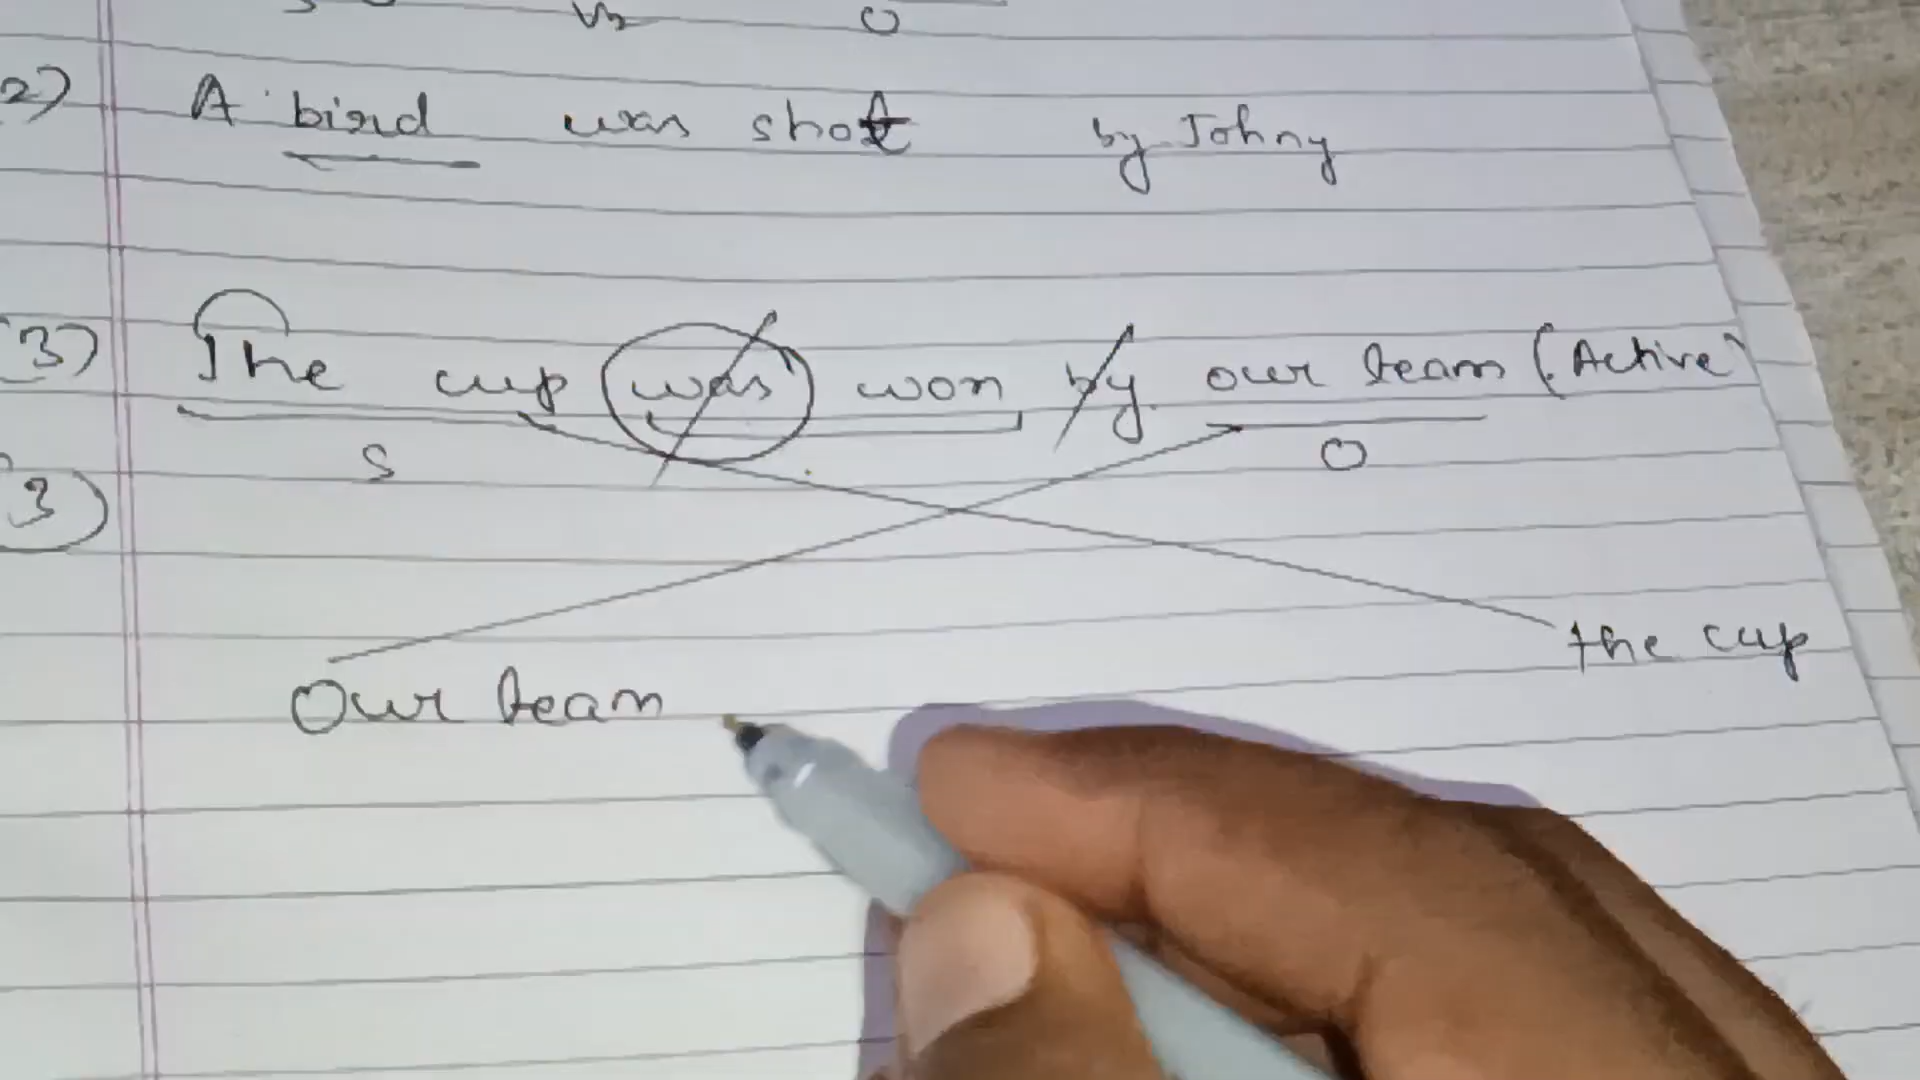 V3 O
2) A bird was shot by Johny
(3) The cup was won by our team (Active
S O
3)
the cup
Our team